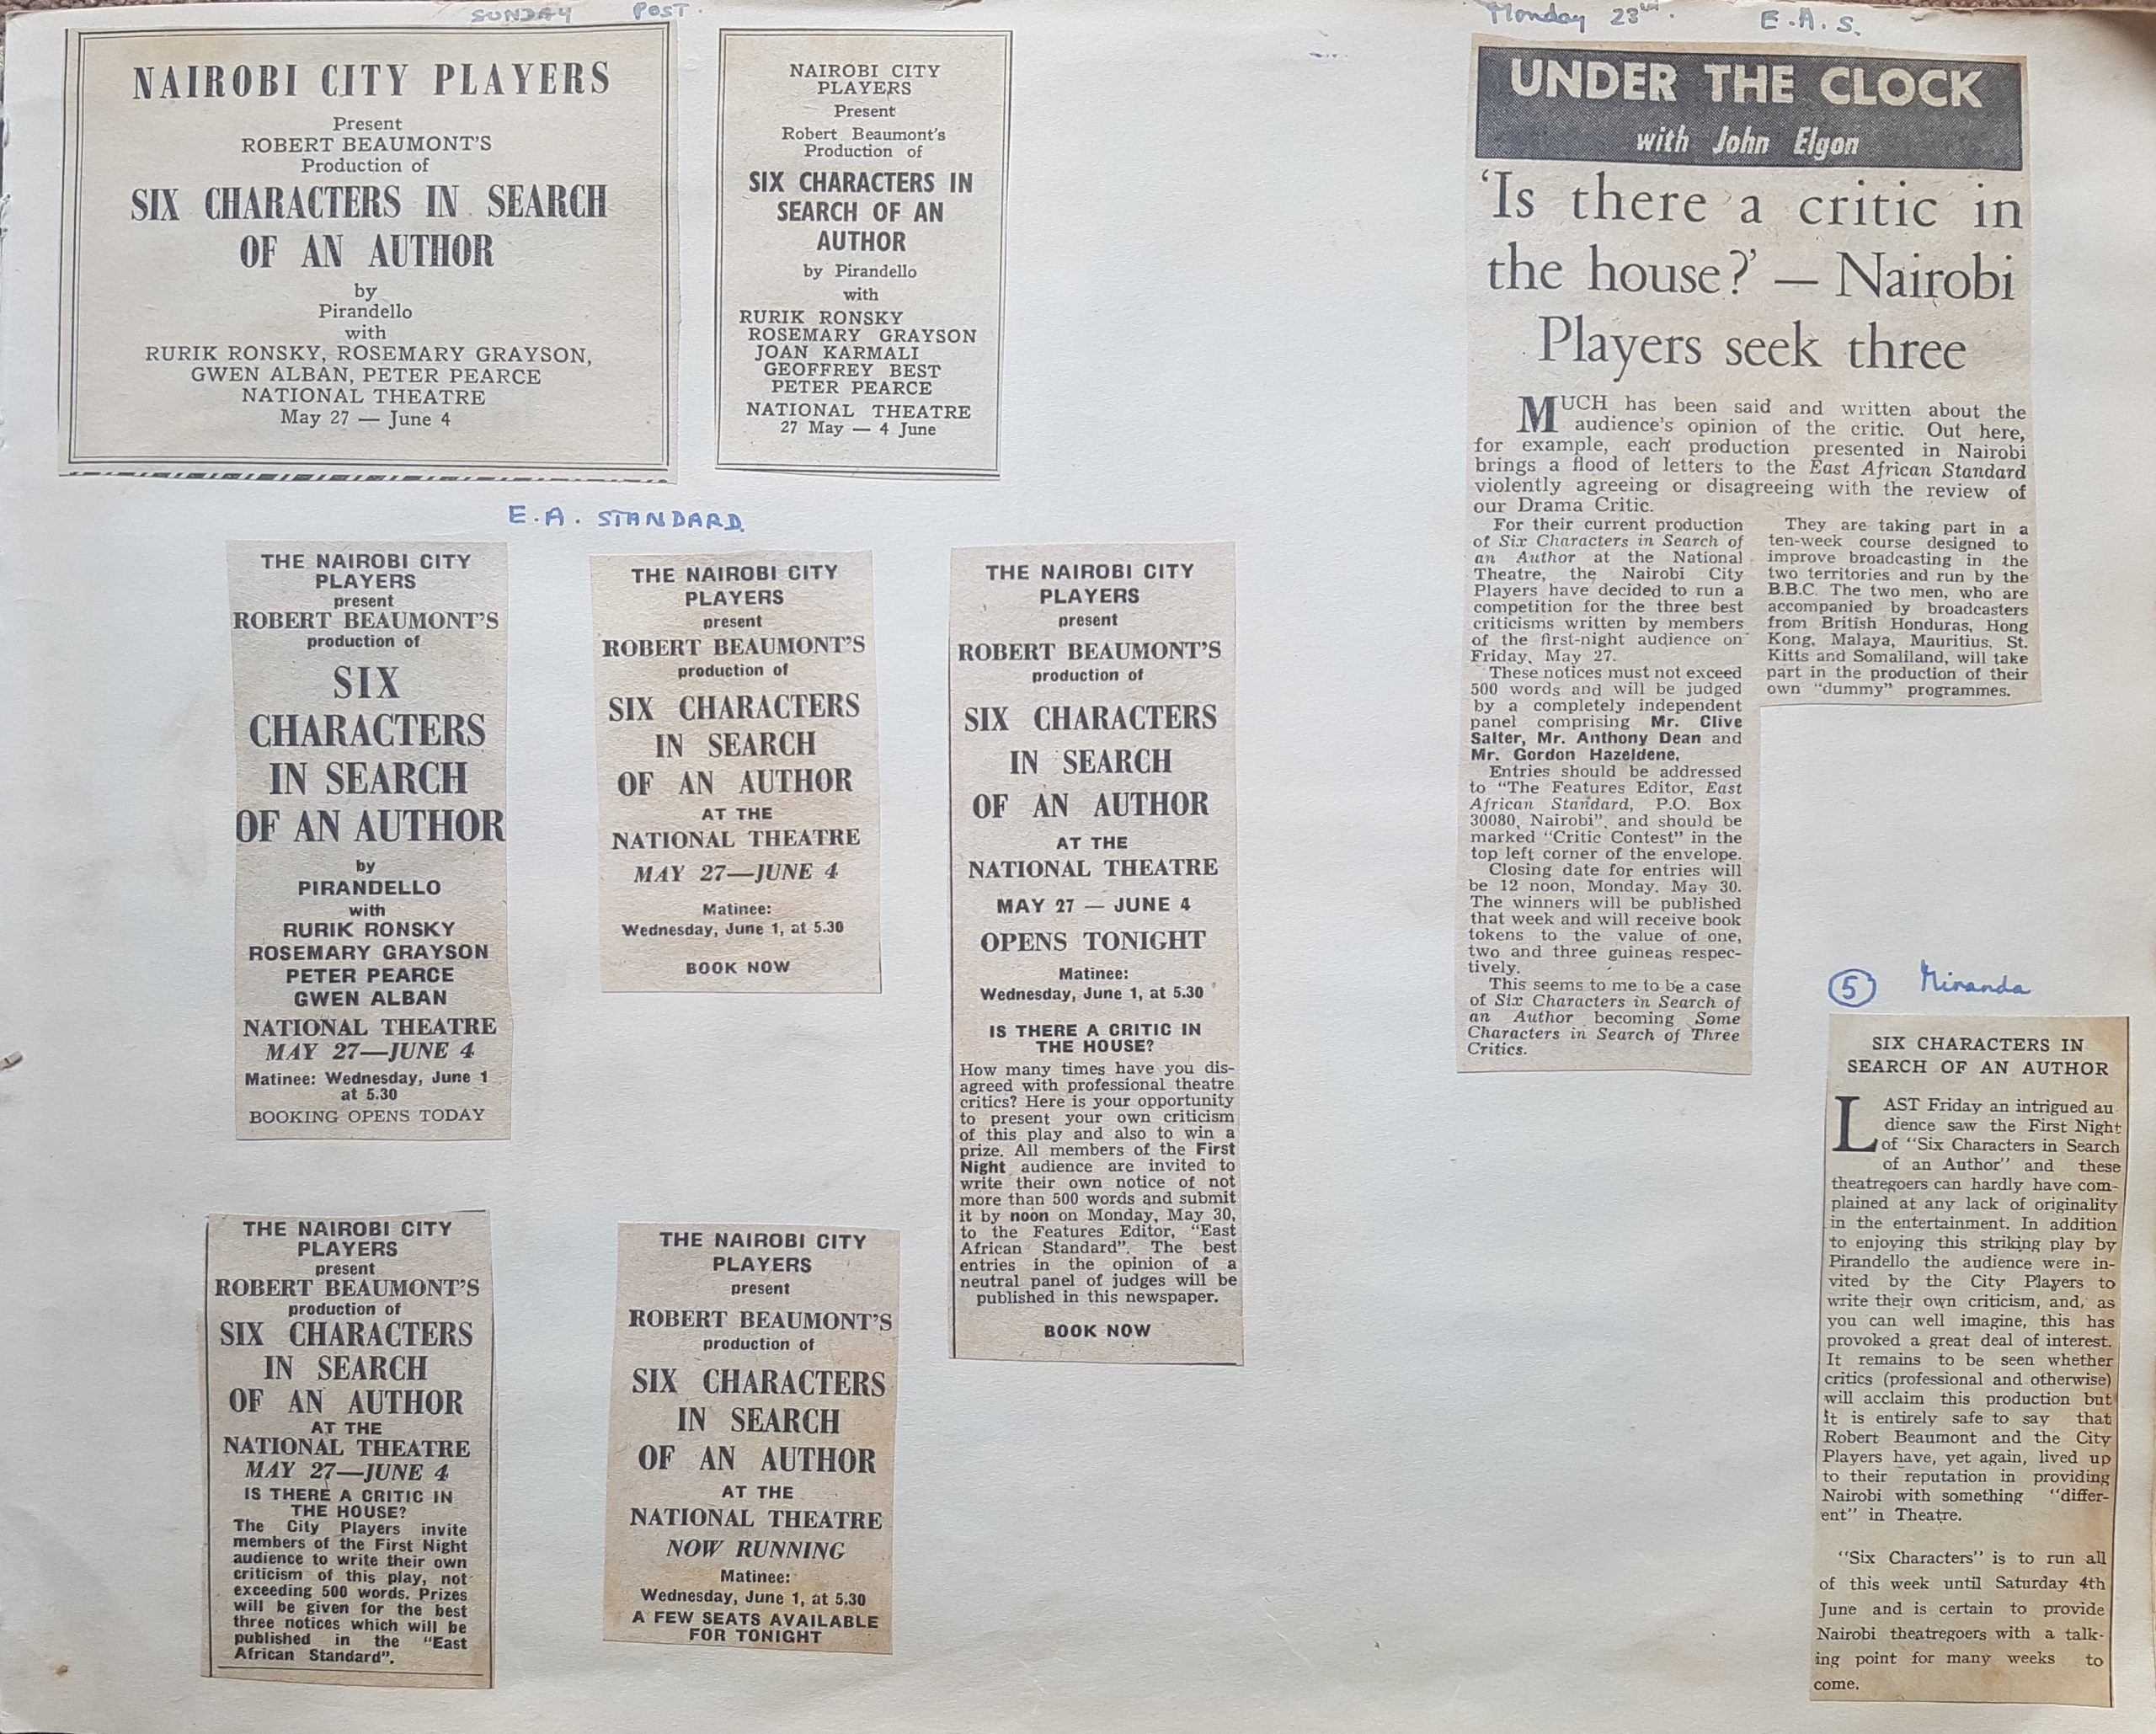 SUNDAY POST.
NAIROBI CITY PLAYERS
Present
ROBERT BEAUMONT'S
Production of
SIX CHARACTERS IN SEARCH
OF AN AUTHOR
by
Pirandello
with
RURIK RONSKY, ROSEMARY GRAYSON,
GWEN ALBAN, PETER PEARCE
NATIONAL THEATRE
May 27 — June 4
NAIROBI CITY
PLAYERS
Present
Robert Beaumont's
Production of
SIX CHARACTERS IN
SEARCH OF AN
AUTHOR
by Pirandello
with
RURIK RONSKY
ROSEMARY GRAYSON
JOAN KARMALI
GEOFFREY BEST
PETER PEARCE
NATIONAL THEATRE
27 May — 4 June
E.A. STANDARD
THE NAIROBI CITY
PLAYERS
present
ROBERT BEAUMONT'S
production of
SIX
CHARACTERS
IN SEARCH
OF AN AUTHOR
by
PIRANDELLO
with
RURIK RONSKY
ROSEMARY GRAYSON
PETER PEARCE
GWEN ALBAN
NATIONAL THEATRE
MAY 27—JUNE 4
Matinee: Wednesday, June 1
at 5.30
BOOKING OPENS TODAY
THE NAIROBI CITY
PLAYERS
present
ROBERT BEAUMONT'S
production of
SIX CHARACTERS
IN SEARCH
OF AN AUTHOR
AT THE
NATIONAL THEATRE
MAY 27—JUNE 4
Matinee:
Wednesday, June 1, at 5.30
BOOK NOW
THE NAIROBI CITY
PLAYERS
present
ROBERT BEAUMONT'S
production of
SIX CHARACTERS
IN SEARCH
OF AN AUTHOR
AT THE
NATIONAL THEATRE
MAY 27 — JUNE 4
OPENS TONIGHT
Matinee:
Wednesday, June 1, at 5.30
IS THERE A CRITIC IN
THE HOUSE?
How many times have you dis-
agreed with professional theatre
critics? Here is your opportunity
to present your own criticism
of this play and also to win a
prize. All members of the First
Night audience are invited to
write their own notice of not
more than 500 words and submit
it by noon on Monday, May 30,
to the Features Editor, "East
African Standard". The best
entries in the opinion of a
neutral panel of judges will be
published in this newspaper.
BOOK NOW
THE NAIROBI CITY
PLAYERS
present
ROBERT BEAUMONT'S
production of
SIX CHARACTERS
IN SEARCH
OF AN AUTHOR
AT THE
NATIONAL THEATRE
MAY 27—JUNE 4
IS THERE A CRITIC IN
THE HOUSE?
The City Players invite
members of the First Night
audience to write their own
criticism of this play, not
exceeding 500 words. Prizes
will be given for the best
three notices which will be
published in the "East
African Standard".
THE NAIROBI CITY
PLAYERS
present
ROBERT BEAUMONT'S
production of
SIX CHARACTERS
IN SEARCH
OF AN AUTHOR
AT THE
NATIONAL THEATRE
NOW RUNNING
Matinee:
Wednesday, June 1, at 5.30
A FEW SEATS AVAILABLE
FOR TONIGHT
Monday 23rd. E.A.S.
UNDER THE CLOCK
with John Elgon
'Is there a critic in
the house?' — Nairobi
Players seek three
MUCH has been said and written about the
audience's opinion of the critic. Out here,
for example, each production presented in Nairobi
brings a flood of letters to the East African Standard
violently agreeing or disagreeing with the review of
our Drama Critic.
For their current production
of Six Characters in Search of
an Author at the National
Theatre, the Nairobi City
Players have decided to run a
competition for the three best
criticisms written by members
of the first-night audience on
Friday, May 27.
These notices must not exceed
500 words and will be judged
by a completely independent
panel comprising Mr. Clive
Salter, Mr. Anthony Dean and
Mr. Gordon Hazeldene.
Entries should be addressed
to "The Features Editor, East
African Standard, P.O. Box
30080, Nairobi", and should be
marked "Critic Contest" in the
top left corner of the envelope.
Closing date for entries will
be 12 noon, Monday, May 30.
The winners will be published
that week and will receive book
tokens to the value of one,
two and three guineas respec-
tively.
This seems to me to be a case
of Six Characters in Search of
an Author becoming Some
Characters in Search of Three
Critics.
They are taking part in a
ten-week course designed to
improve broadcasting in the
two territories and run by the
B.B.C. The two men, who are
accompanied by broadcasters
from British Honduras, Hong
Kong, Malaya, Mauritius, St.
Kitts and Somaliland, will take
part in the production of their
own "dummy" programmes.
5 Miranda
SIX CHARACTERS IN
SEARCH OF AN AUTHOR
LAST Friday an intrigued au
dience saw the First Night
of "Six Characters in Search
of an Author" and these
theatregoers can hardly have com-
plained at any lack of originality
in the entertainment. In addition
to enjoying this striking play by
Pirandello the audience were in-
vited by the City Players to
write their own criticism, and, as
you can well imagine, this has
provoked a great deal of interest.
It remains to be seen whether
critics (professional and otherwise)
will acclaim this production but
it is entirely safe to say that
Robert Beaumont and the City
Players have, yet again, lived up
to their reputation in providing
Nairobi with something "differ-
ent" in Theatre.
"Six Characters" is to run all
of this week until Saturday 4th
June and is certain to provide
Nairobi theatregoers with a talk-
ing point for many weeks to
come.